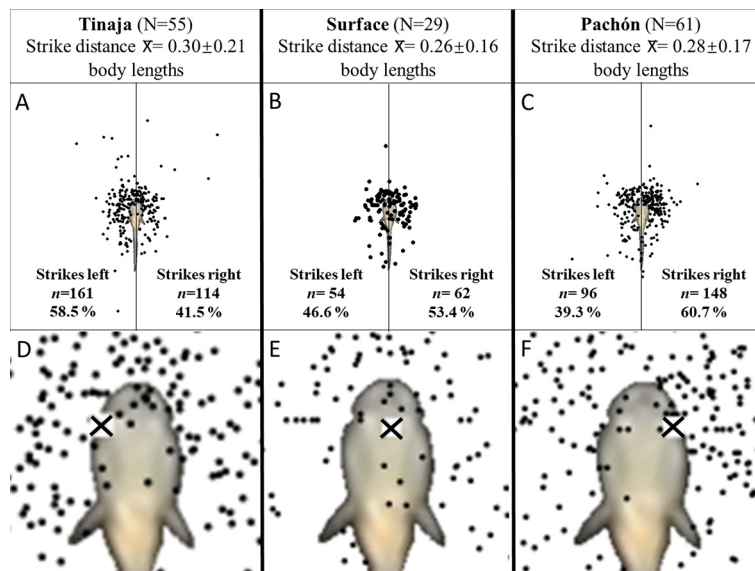 Tinaja (N=55)
Strike distance x̅= 0.30±0.21
body lengths
Surface (N=29)
Strike distance x̅= 0.26±0.16
body lengths
Pachón (N=61)
Strike distance x̅= 0.28±0.17
body lengths
A
Strikes left
n=161
58.5 %
Strikes right
n=114
41.5 %
B
Strikes left
n= 54
46.6 %
Strikes right
n= 62
53.4 %
C
Strikes left
n= 96
39.3 %
Strikes right
n= 148
60.7 %
D
E
F